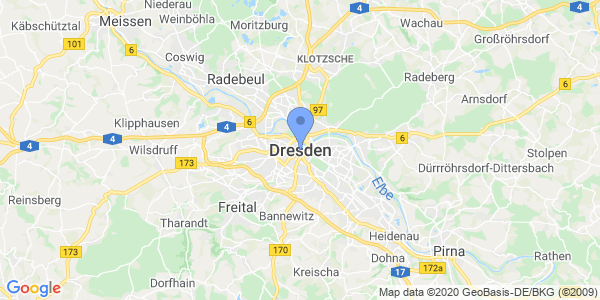 Niederau
Moritzburg
4
Wachau
Käbschütztal
Meissen
Weinböhla
Großröhrsdorf
101
6
KLOTZSCHE
4
Coswig
Radebeul
Radeberg
Arnsdorf
97
Klipphausen
6
4
4
Wilsdruff
6
Stolpen
Dresden
173
Dürrröhrsdorf-Dittersbach
Elbe
Reinsberg
Freital
Bannewitz
Tharandt
Heidenau
173
170
Pirna
Dohna
Rathen
17
172a
Kreischa
Dorfhain
Google
Map data ©2020 GeoBasis-DE/BKG (©2009)